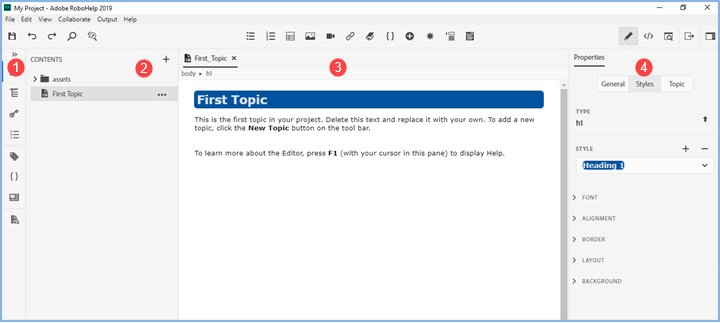 My Project - Adobe RoboHelp 2019
File Edit View Collaborate Output Help
1
CONTENTS
2
assets
First Topic
First_Topic
3
body h1
First Topic
This is the first topic in your project. Delete this text and replace it with your own. To add a new
topic, click the New Topic button on the tool bar.
To learn more about the Editor, press F1 (with your cursor in this pane) to display Help.
Properties
4
General Styles Topic
TYPE
h1
STYLE
Heading 1
FONT
ALIGNMENT
BORDER
LAYOUT
BACKGROUND